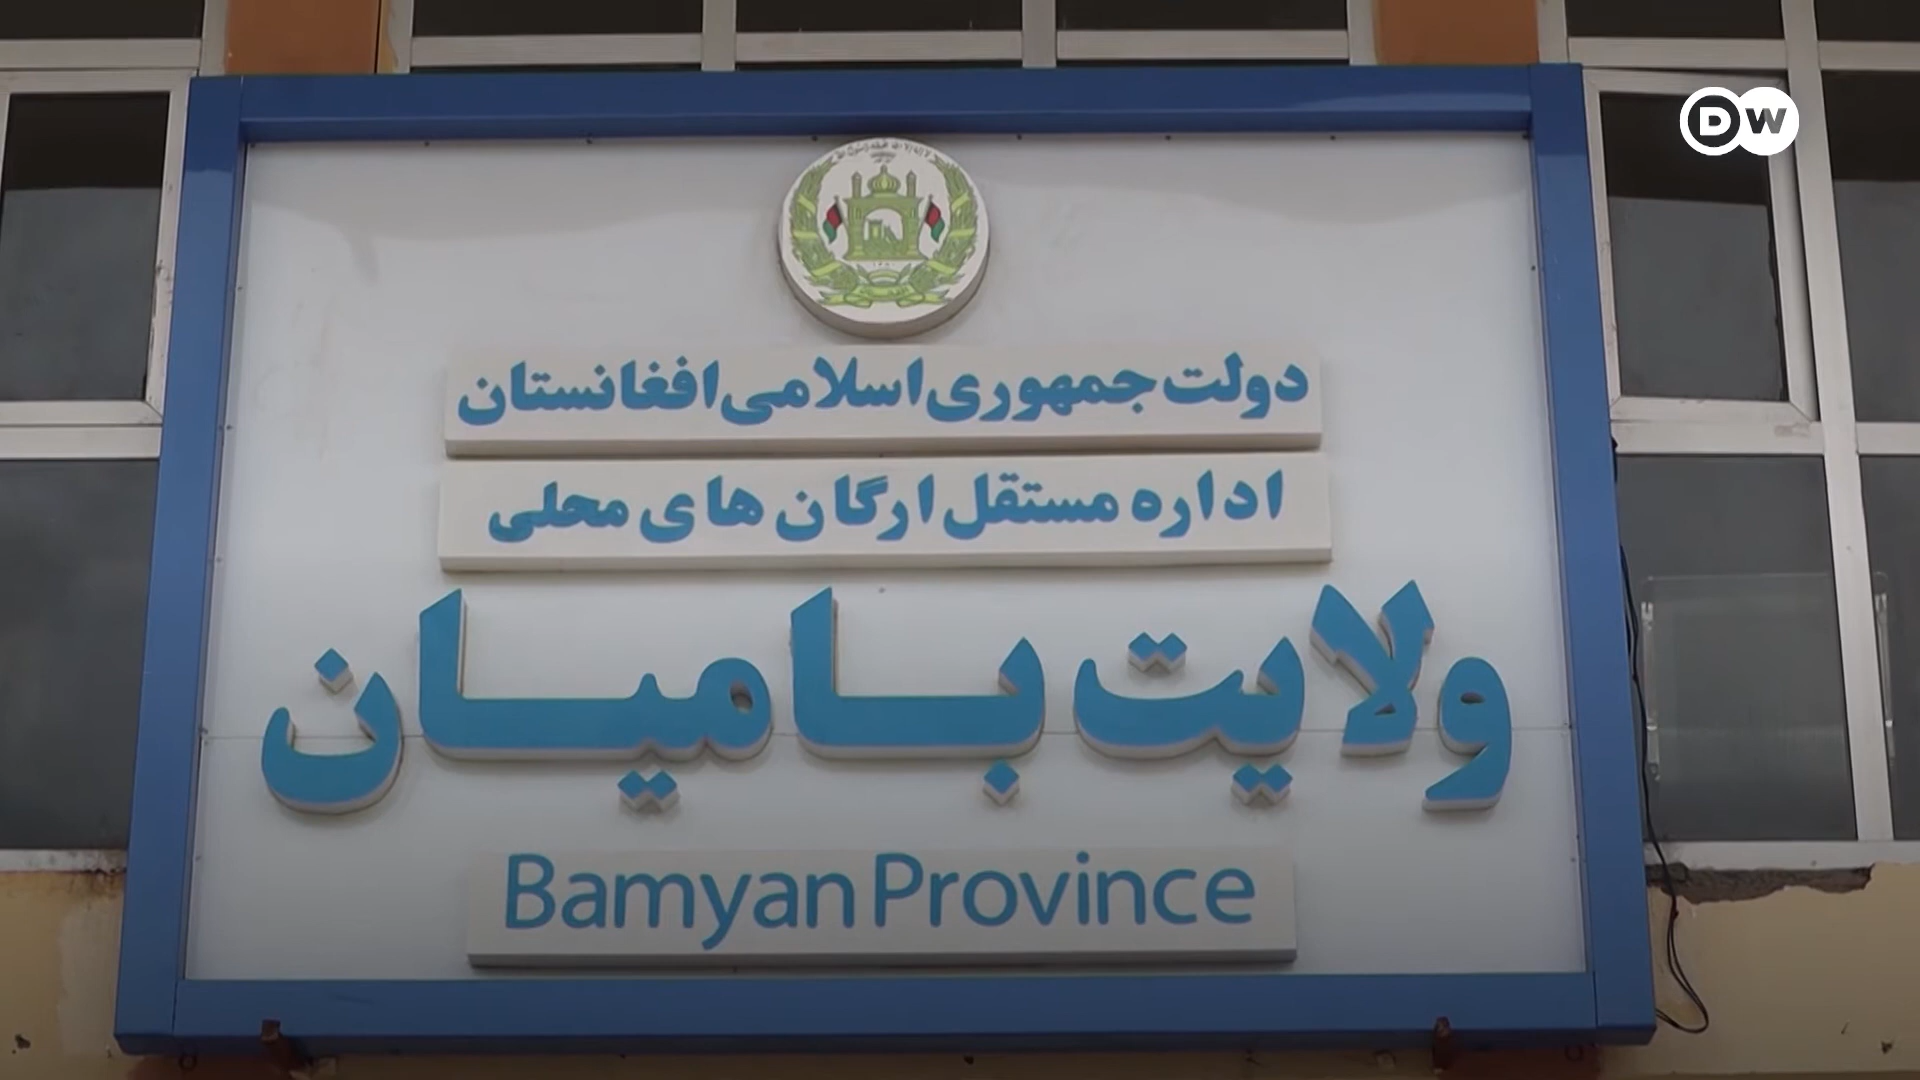 DW
دولت جمهوری اسلامی افغانستان
اداره مستقل ارگان های محلی
ولایت بامیان
Bamyan Province